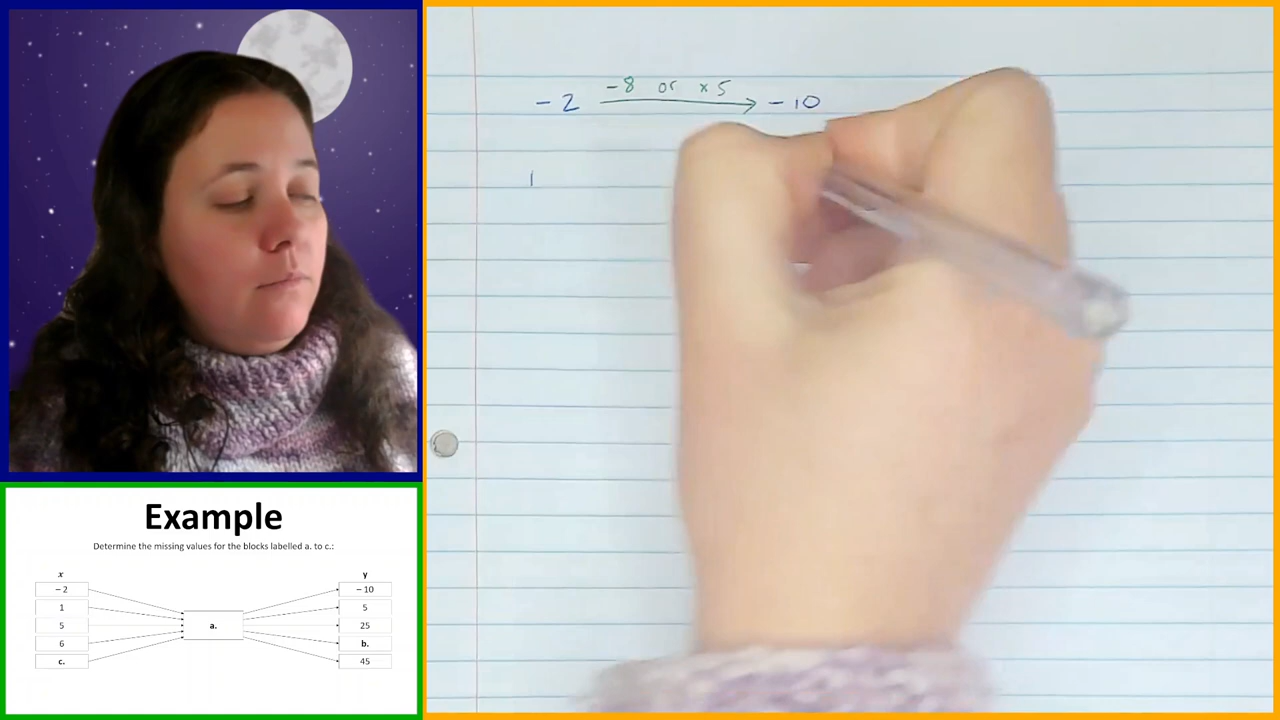 -2 -8 or x 5 -10
1
Example
Determine the missing values for the blocks labelled a. to c.:
x y
– 2 – 10
1 5
5 a. 25
6 b.
c. 45